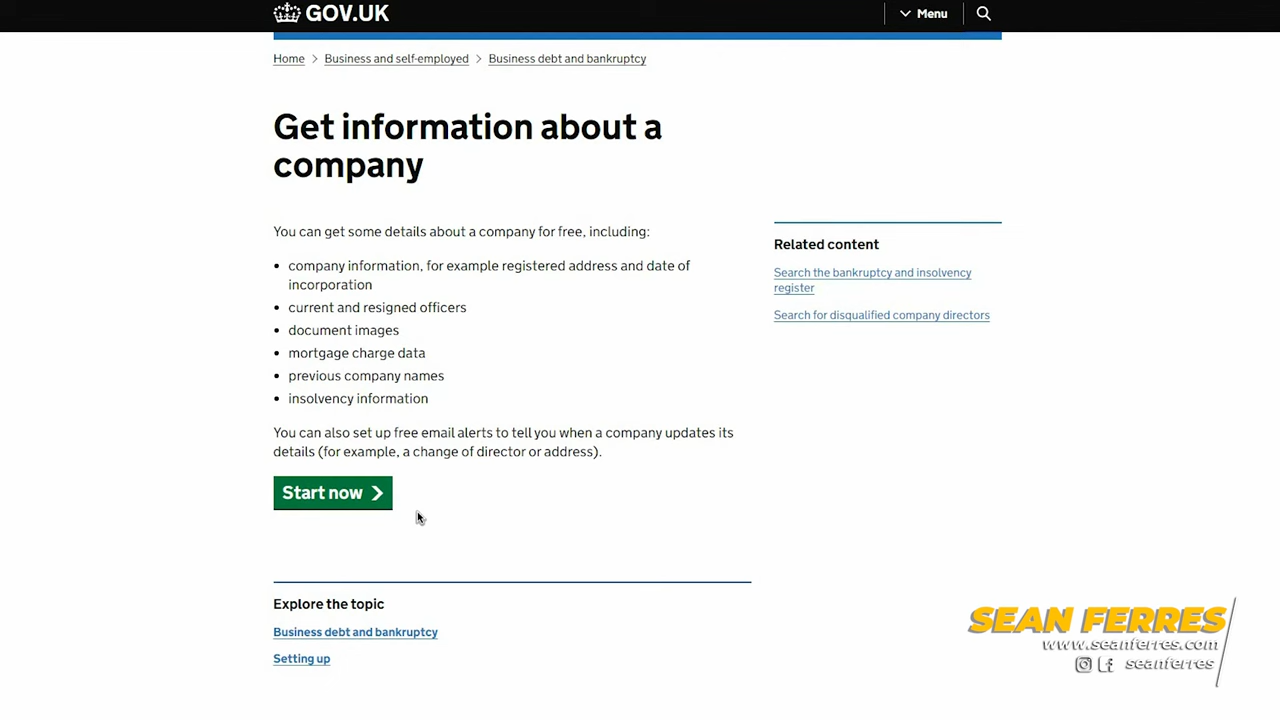 GOV.UK
Menu
Home
Business and self-employed
Business debt and bankruptcy
Get information about a
company
You can get some details about a company for free, including:
• company information, for example registered address and date of
incorporation
• current and resigned officers
• document images
• mortgage charge data
• previous company names
• insolvency information
You can also set up free email alerts to tell you when a company updates its
details (for example, a change of director or address).
Start now
Related content
Search the bankruptcy and insolvency
register
Search for disqualified company directors
Explore the topic
Business debt and bankruptcy
Setting up
SEAN FERRES
www.seanferres.com
seanferres